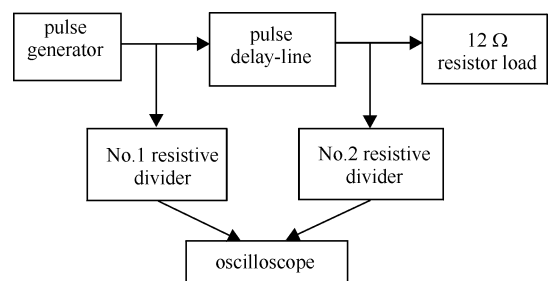 pulse
generator
pulse
delay-line
12 Ω
resistor load
No.1 resistive
divider
No.2 resistive
divider
oscilloscope